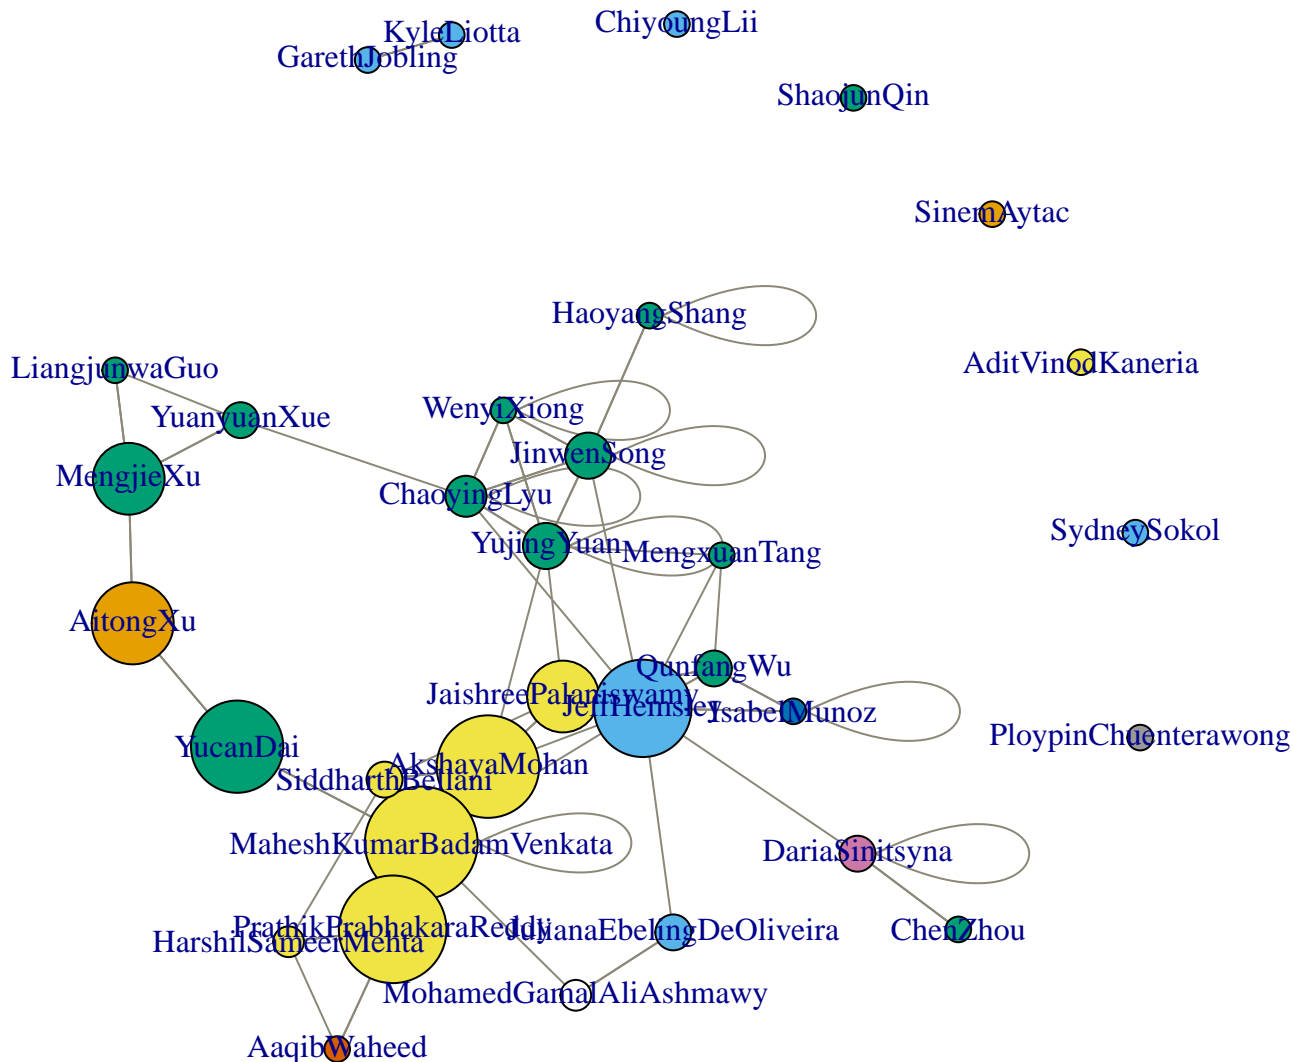 KyleLiotta
ChiyoungLii
GarethJobling
ShaojunQin
SinemAytac
HaoyangShang
AditVinodKaneria
LiangjunwaGuo
WenyiXiong
YuanyuanXue
JinwenSong
MengjieXu
ChaoyingLyu
SydneySokol
YujingYuan
MengxuanTang
AitongXu
QunfangWu
JaishreePalaniswamy
JeffHemsley
YsabelMunoz
PloypinChuenterawong
YucanDai
AkshayaMohan
SiddharthBellani
MaheshKumarBadamVenkata
DariaSinitsyna
PrathikPrabhakaraReddy
JulianaEbelingDeOliveira
ChenZhou
HarshilSameerMehta
MohamedGamalAliAshmawy
AaqibWaheed